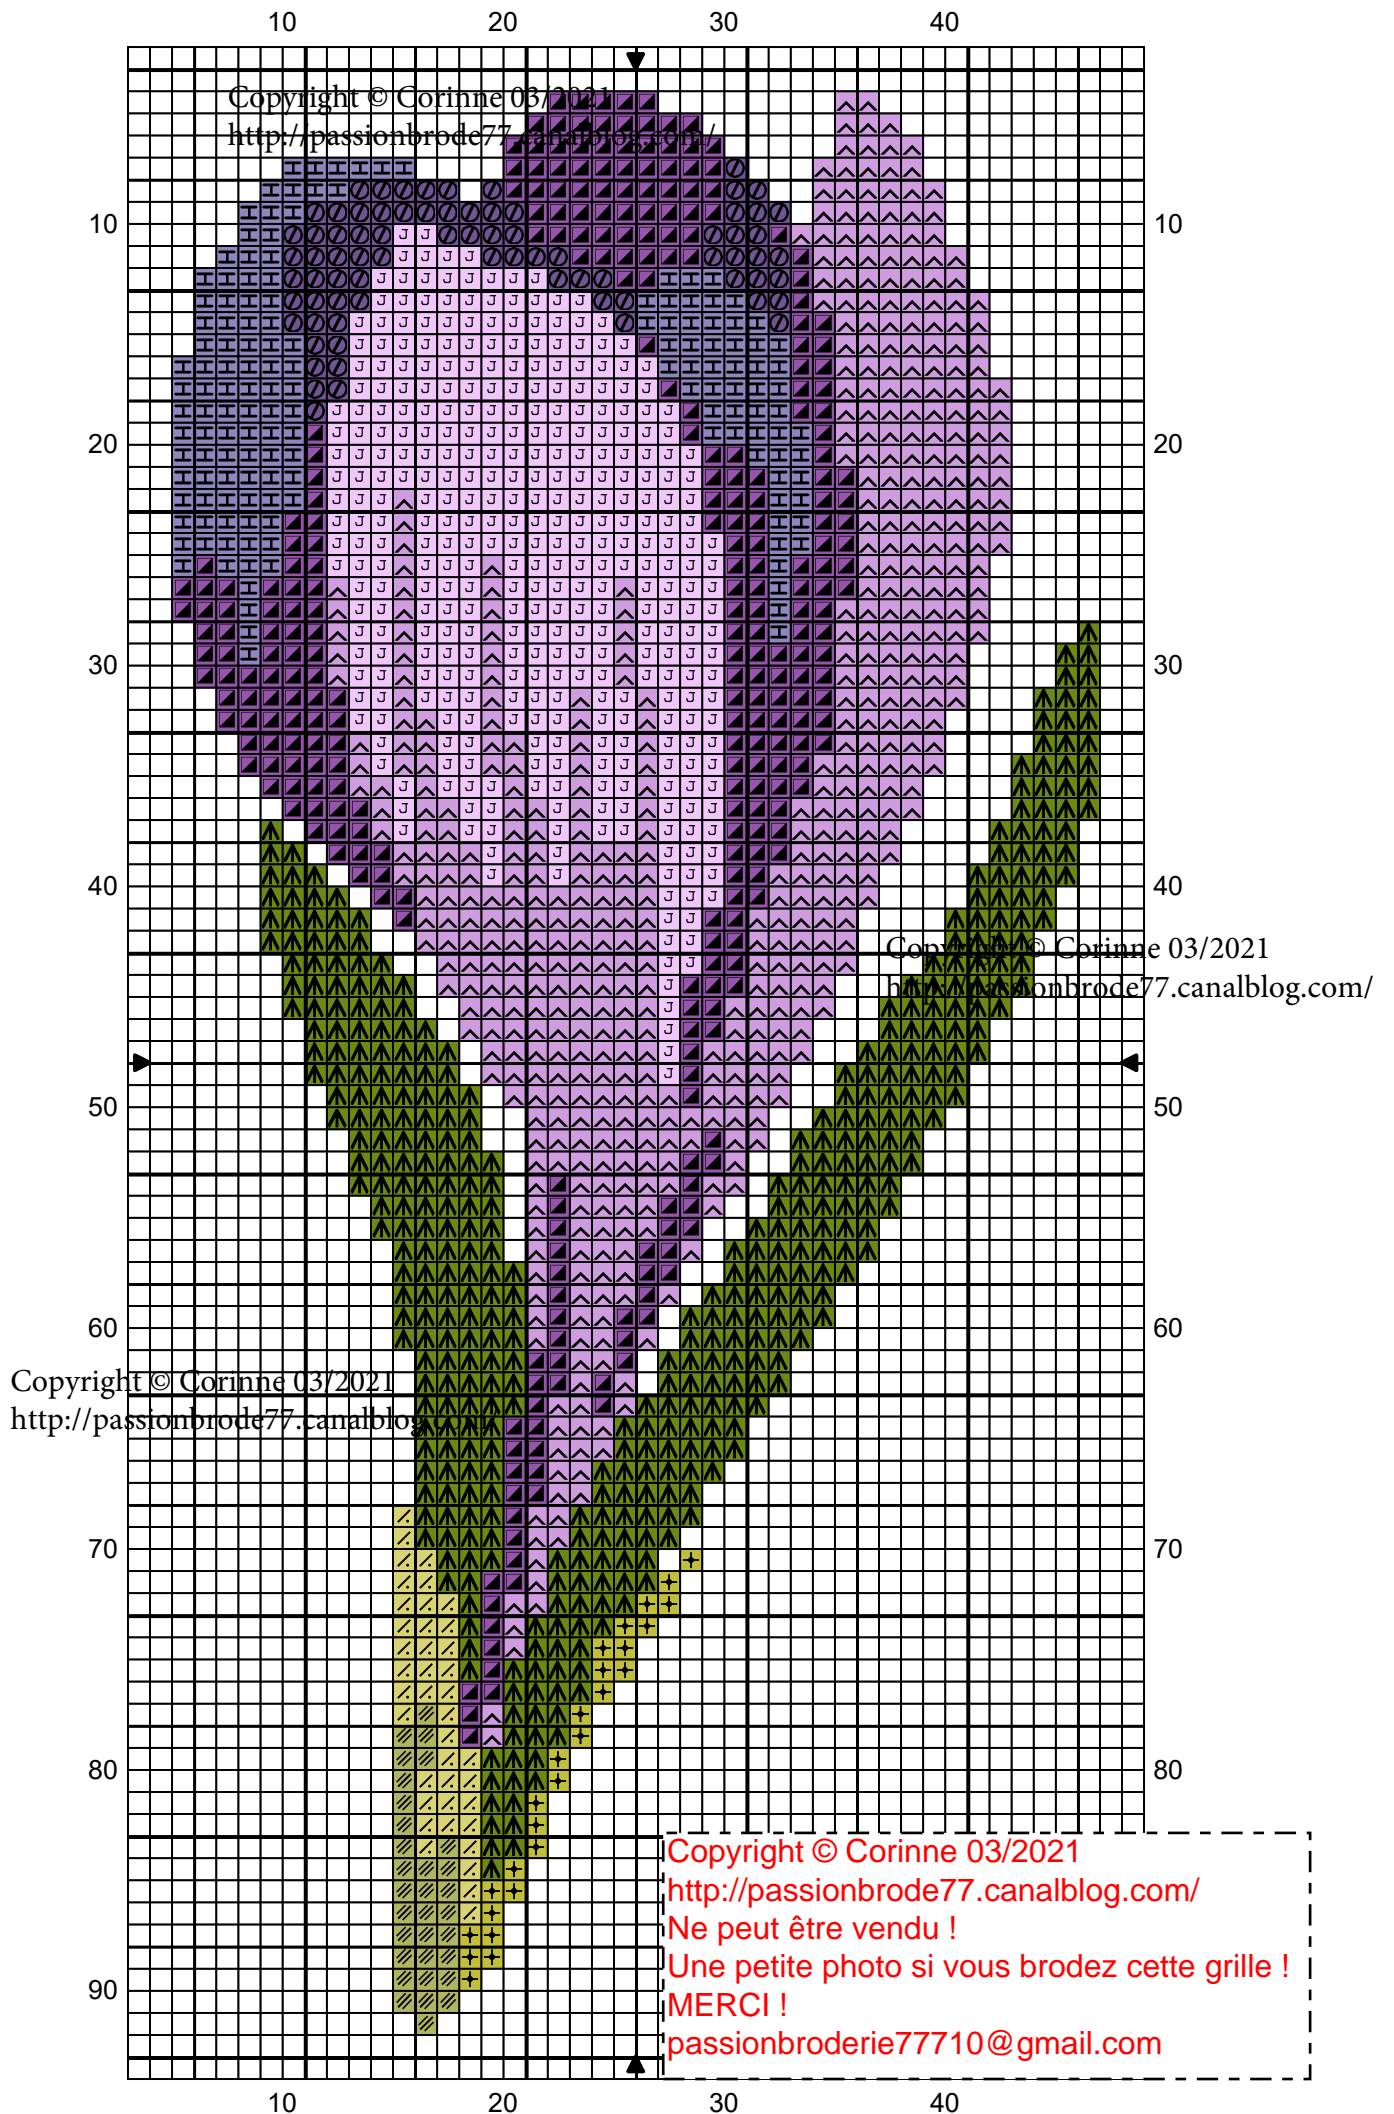 10 20 30 40
Copyright © Corinne 03/2021
http://passionbrode77.canalblog.com/
10 10
20 20
30 30
40 40
Copyright © Corinne 03/2021
http://passionbrode77.canalblog.com/
50 50
60 60
Copyright © Corinne 03/2021
http://passionbrode77.canalblog.com/
70 70
80 80
Copyright © Corinne 03/2021
http://passionbrode77.canalblog.com/
Ne peut être vendu !
Une petite photo si vous brodez cette grille !
MERCI !
passionbroderie77710@gmail.com
90
10 20 30 40